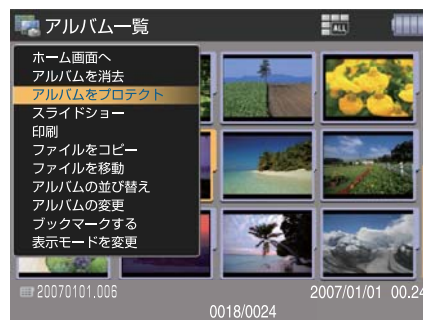 アルバム一覧
ALL
ホーム画面へ
アルバムを消去
アルバムをプロテクト
スライドショー
印刷
ファイルをコピー
ファイルを移動
アルバムの並び替え
アルバムの変更
ブックマークする
表示モードを変更
20070101.006
2007/01/01 00.24
0018/0024